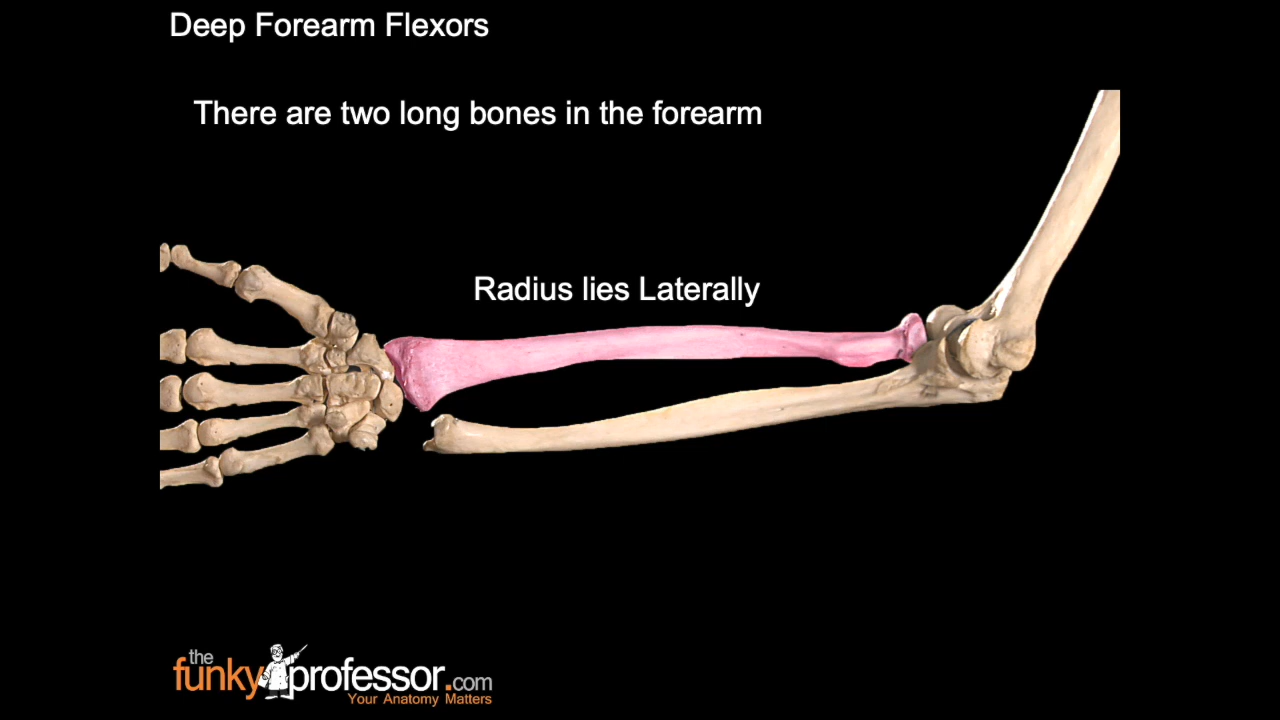 Deep Forearm Flexors
There are two long bones in the forearm
Radius lies Laterally
the
funkyprofessor.com
Your Anatomy Matters